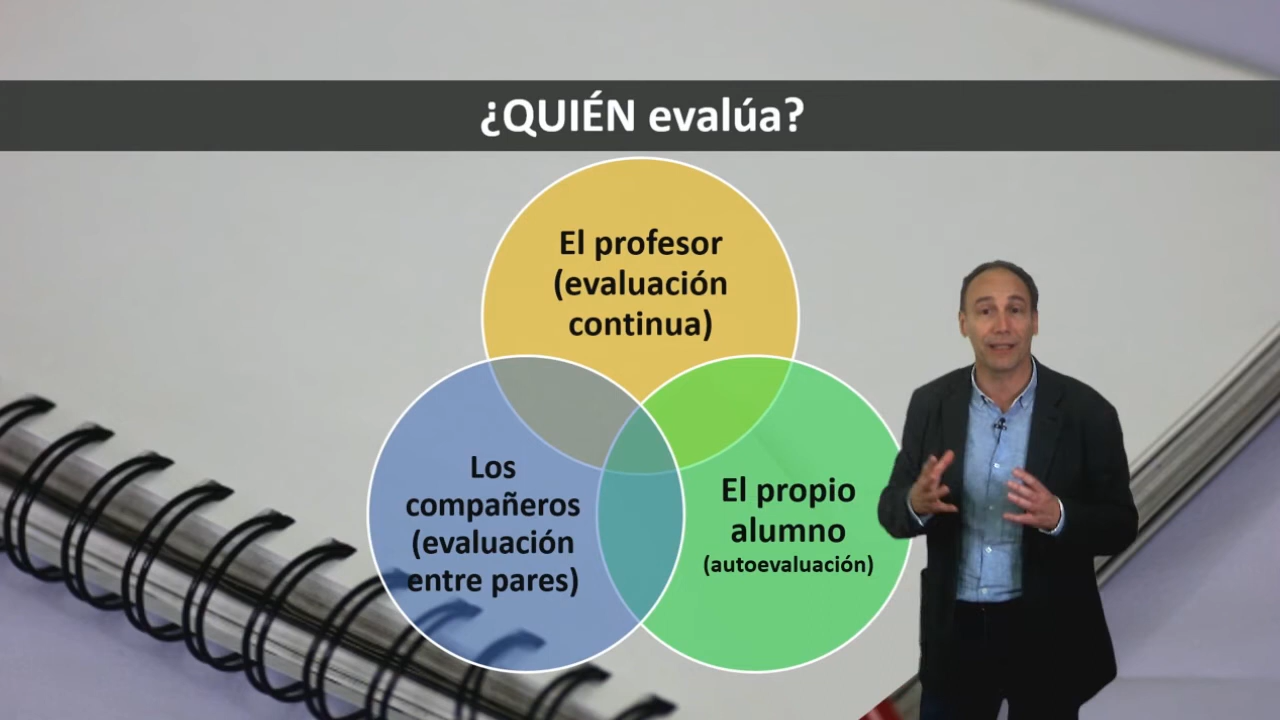 ¿QUIÉN evalúa?
El profesor
(evaluación
continua)
Los
compañeros
(evaluación
entre pares)
El propio
alumno
(autoevaluación)